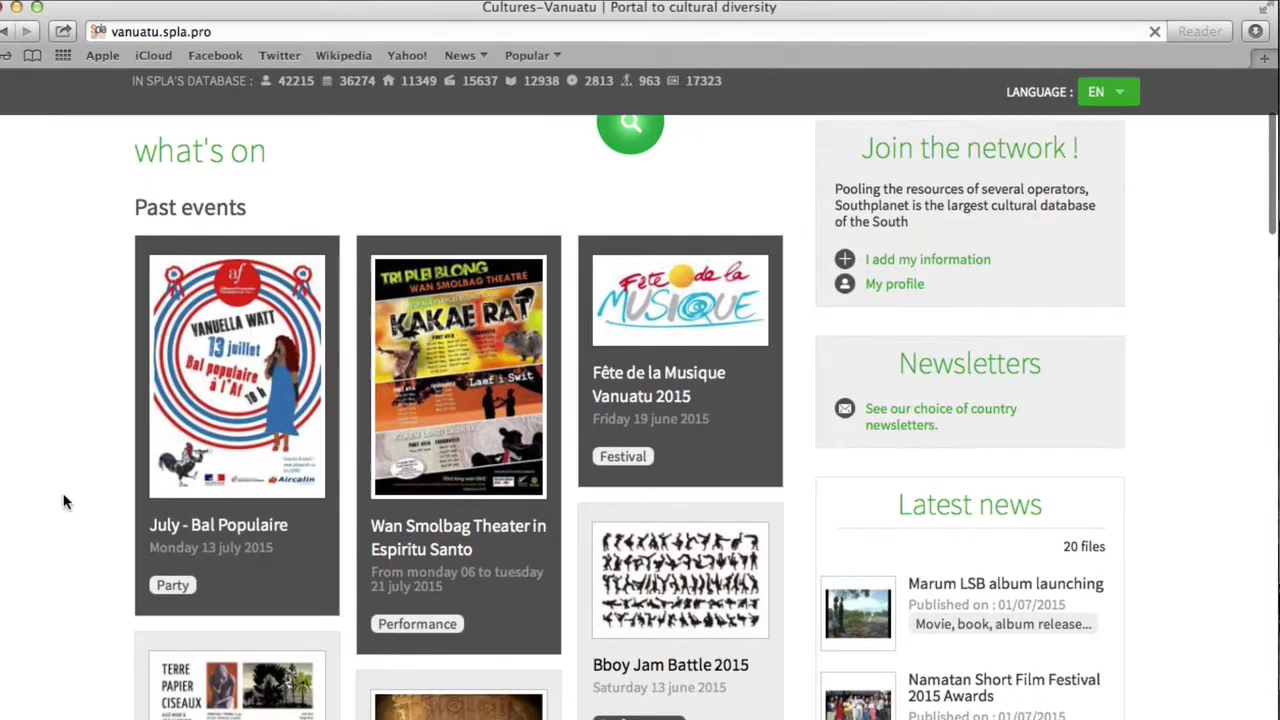 Cultures-Vanuatu | Portal to cultural diversity
vanuatu.spla.pro
Reader
Apple iCloud Facebook Twitter Wikipedia Yahoo! News Popular
IN SPLA'S DATABASE : 42215 36274 11349 15637 12938 2813 963 17323
LANGUAGE : EN
what's on
Past events
af
VANUELLA WATT
13 juillet
Bal populaire
à l'Af
18 h
Aircalin
July - Bal Populaire
Monday 13 july 2015
Party
TERRE
PAPIER
CISEAUX
TRI PLEI BLONG
WAN SMOLBAG THEATRE
KAKAE RAT
Laef i Swit
Wan Smolbag Theater in
Espiritu Santo
From monday 06 to tuesday
21 july 2015
Performance
Fête de la
MUSIQUE
Fête de la Musique
Vanuatu 2015
Friday 19 june 2015
Festival
Bboy Jam Battle 2015
Saturday 13 june 2015
Join the network !
Pooling the resources of several operators,
Southplanet is the largest cultural database
of the South
I add my information
My profile
Newsletters
See our choice of country
newsletters.
Latest news
20 files
Marum LSB album launching
Published on : 01/07/2015
Movie, book, album release...
Namatan Short Film Festival
2015 Awards
Published on : 01/07/2015